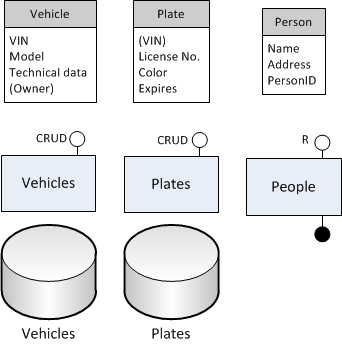 Vehicle
VIN
Model
Technical data
(Owner)
Plate
(VIN)
License No.
Color
Expires
Person
Name
Address
PersonID
CRUD
CRUD
R
Vehicles
Plates
People
Vehicles
Plates